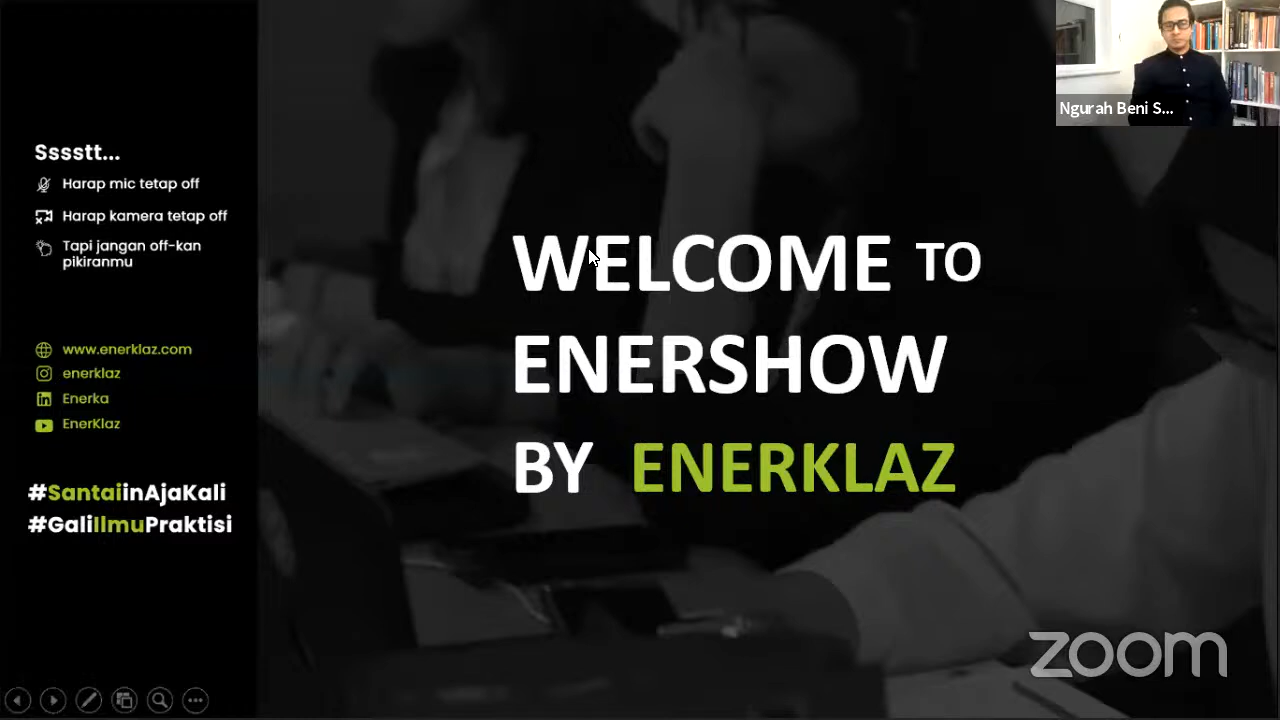 Sssstt...
Harap mic tetap off
Harap kamera tetap off
Tapi jangan off-kan
pikiranmu
www.enerklaz.com
enerklaz
Enerka
EnerKlaz
#SantaiinAjaKali
#GaliIlmuPraktisi
WELCOME TO
ENERSHOW
BY ENERKLAZ
Ngurah Beni S...
zoom